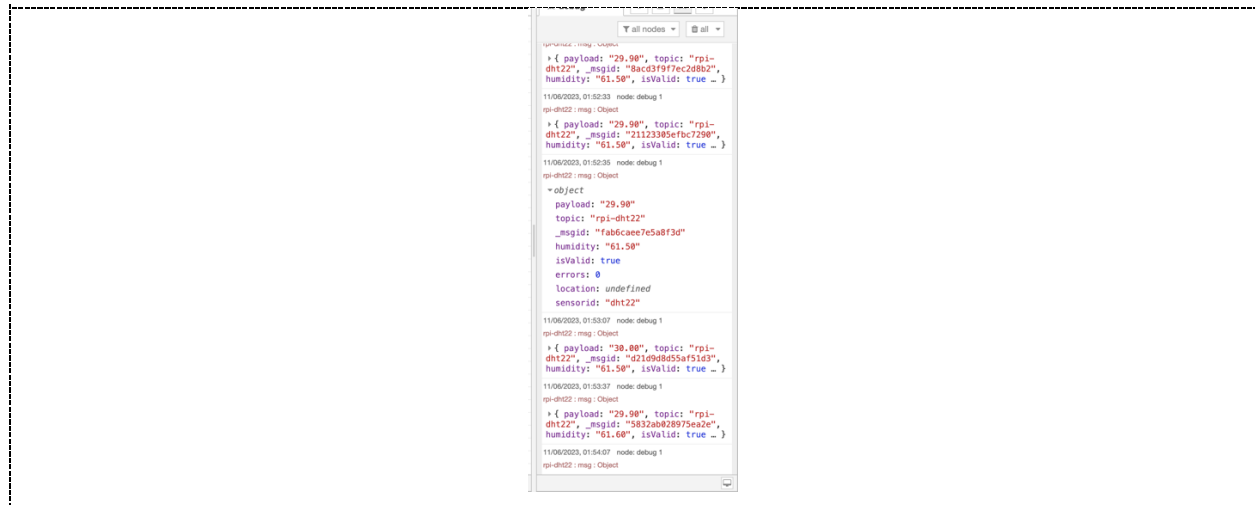 all nodes all
rpi-dht22 : msg : Object
{ payload: "29.90", topic: "rpi-
dht22", _msgid: "8acd3f9f7ec2d8b2",
humidity: "61.50", isValid: true … }
11/06/2023, 01:52:33 node: debug 1
rpi-dht22 : msg : Object
{ payload: "29.90", topic: "rpi-
dht22", _msgid: "21123305efbc7290",
humidity: "61.50", isValid: true … }
11/06/2023, 01:52:35 node: debug 1
rpi-dht22 : msg : Object
object
payload: "29.90"
topic: "rpi-dht22"
_msgid: "fab6caee7e5a8f3d"
humidity: "61.50"
isValid: true
errors: 0
location: undefined
sensorid: "dht22"
11/06/2023, 01:53:07 node: debug 1
rpi-dht22 : msg : Object
{ payload: "30.00", topic: "rpi-
dht22", _msgid: "d21d9d8d55af51d3",
humidity: "61.50", isValid: true … }
11/06/2023, 01:53:37 node: debug 1
rpi-dht22 : msg : Object
{ payload: "29.90", topic: "rpi-
dht22", _msgid: "5832ab028975ea2e",
humidity: "61.60", isValid: true … }
11/06/2023, 01:54:07 node: debug 1
rpi-dht22 : msg : Object